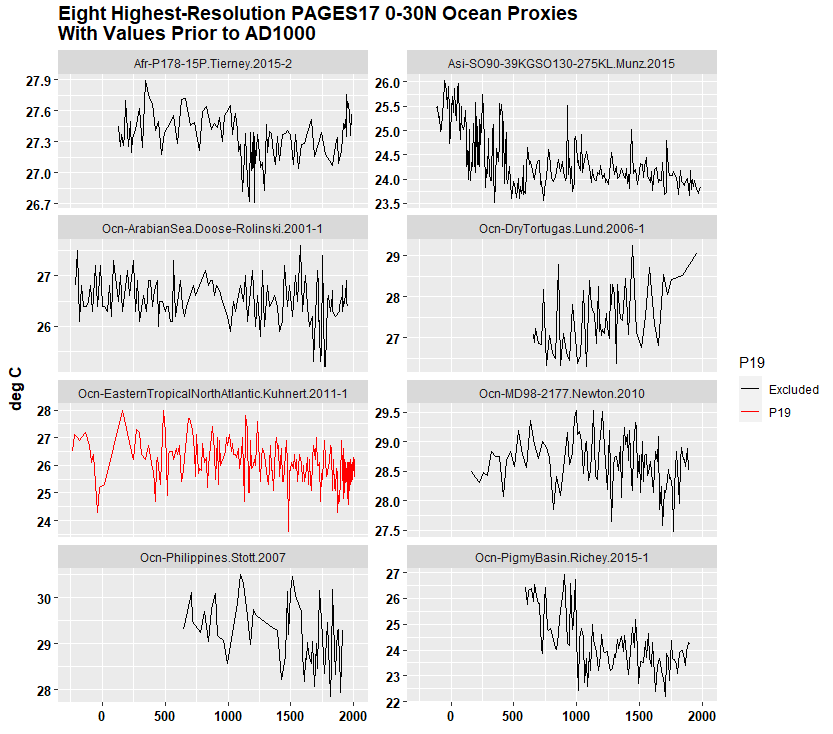 Eight Highest-Resolution PAGES17 0-30N Ocean Proxies
With Values Prior to AD1000
Afr-P178-15P.Tierney.2015-2
Asi-SO90-39KGSO130-275KL.Munz.2015
27.9
27.6
27.3
27.0
26.7
26.0
25.5
25.0
24.5
24.0
23.5
Ocn-ArabianSea.Doose-Rolinski.2001-1
Ocn-DryTortugas.Lund.2006-1
27
26
29
28
27
deg C
Ocn-EasternTropicalNorthAtlantic.Kuhnert.2011-1
Ocn-MD98-2177.Newton.2010
28
27
26
25
24
29.5
29.0
28.5
28.0
27.5
Ocn-Philippines.Stott.2007
Ocn-PigmyBasin.Richey.2015-1
30
29
28
27
26
25
24
23
22
0 500 1000 1500 2000
0 500 1000 1500 2000
P19
Excluded
P19